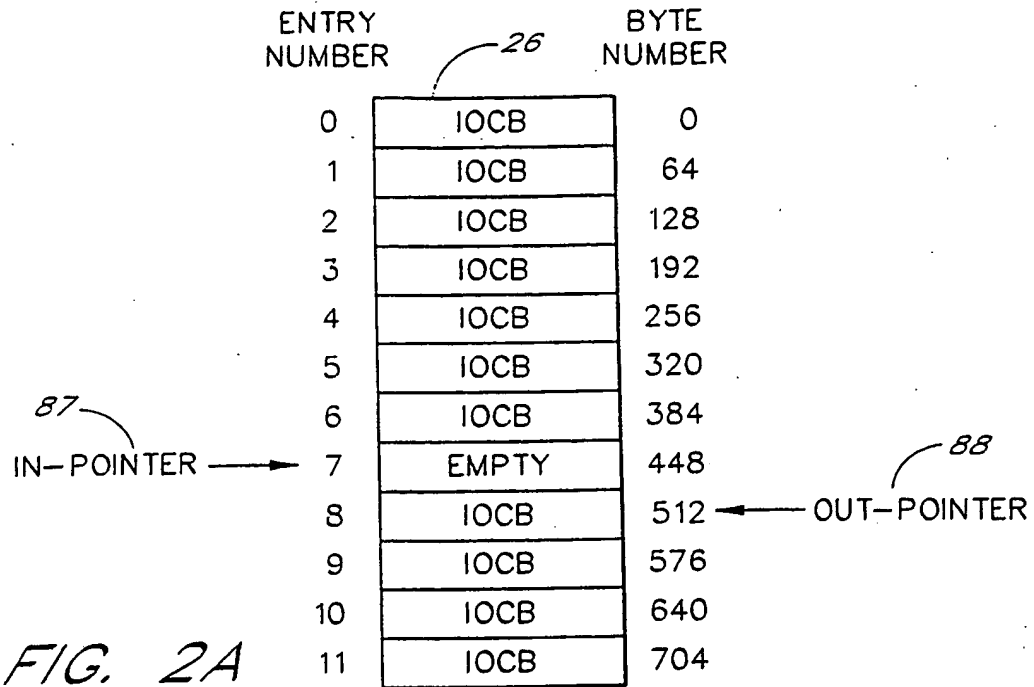 ENTRY NUMBER
BYTE NUMBER
26
0 IOCB 0
1 IOCB 64
2 IOCB 128
3 IOCB 192
4 IOCB 256
5 IOCB 320
6 IOCB 384
87
IN-POINTER 7 EMPTY 448
88
8 IOCB 512 OUT-POINTER
9 IOCB 576
10 IOCB 640
11 IOCB 704
FIG. 2A